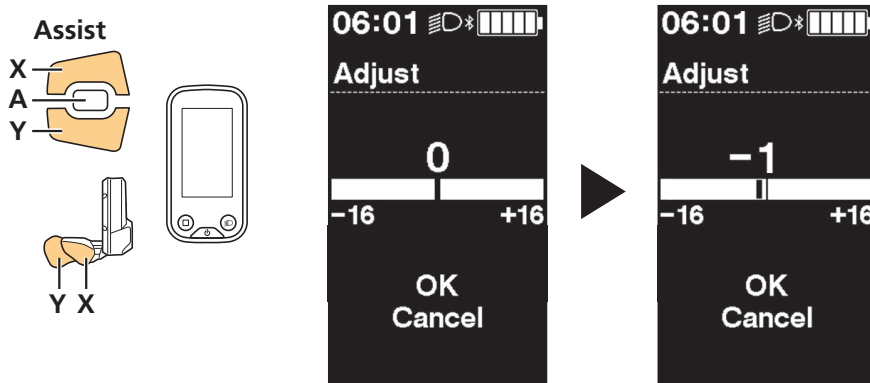 Assist
X
A
Y
Y X
06:01
Adjust
0
−16 +16
OK
Cancel
06:01
Adjust
−1
−16 +16
OK
Cancel